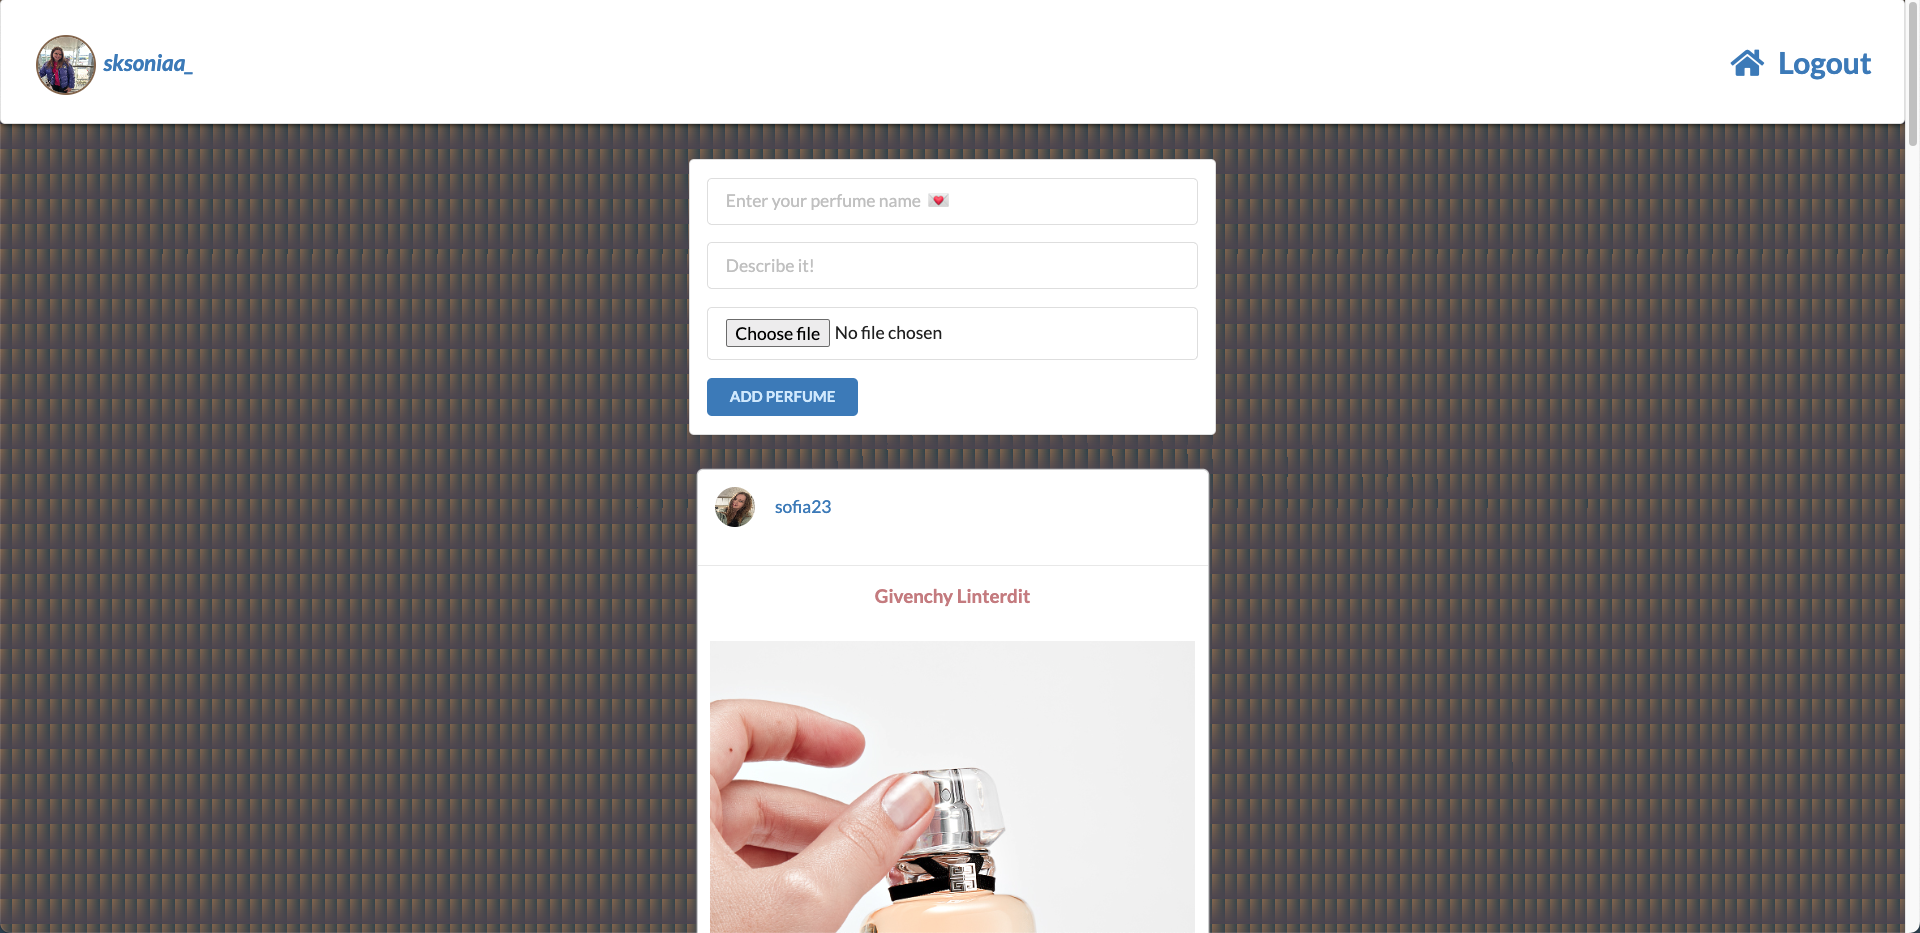 sksoniaa_
Logout
Enter your perfume name 💌
Describe it!
Choose file No file chosen
ADD PERFUME
sofia23
Givenchy Linterdit